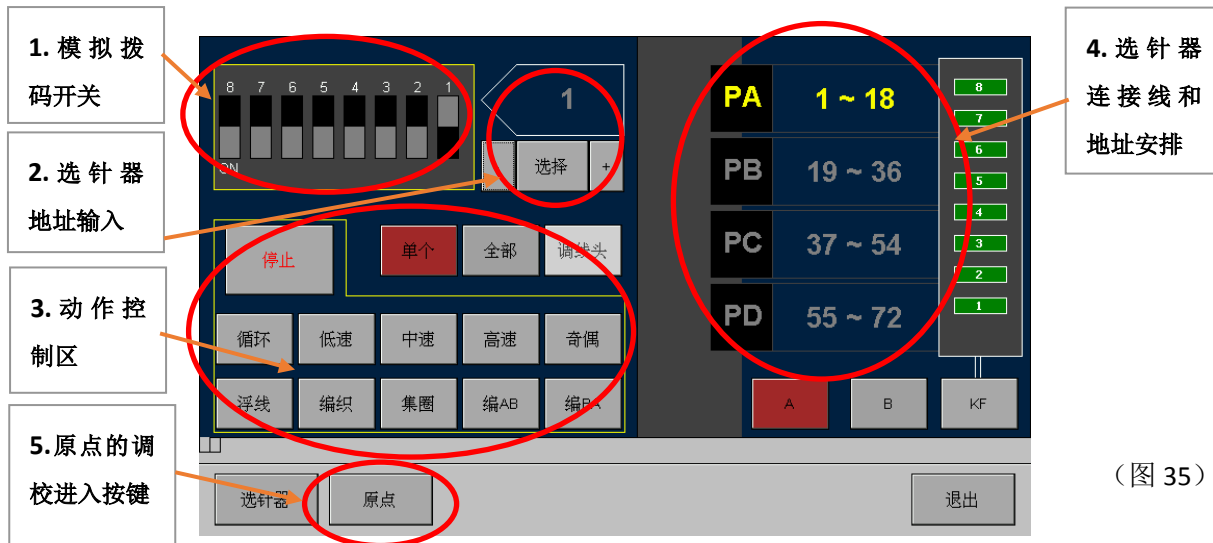 1. 模拟拨
码开关
2. 选针器
地址输入
3. 动作控
制区
5.原点的调
校进入按键
8 7 6 5 4 3 2 1
ON
1
选择 +
停止 单个 全部 调线头
循环 低速 中速 高速 奇偶
浮线 编织 集圈 编AB 编BA
选针器 原点 退出
PA 1 ~ 18
PB 19 ~ 36
PC 37 ~ 54
PD 55 ~ 72
8
7
6
5
4
3
2
1
A B KF
4. 选针器
连接线和
地址安排
（图 35）